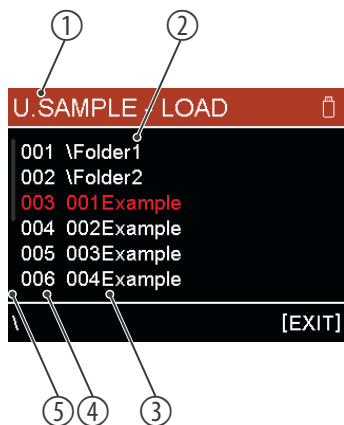 ① ②
U.SAMPLE - LOAD
001 \Folder1
002 \Folder2
003 001Example
004 002Example
005 003Example
006 004Example
\ [EXIT]
⑤ ④ ③